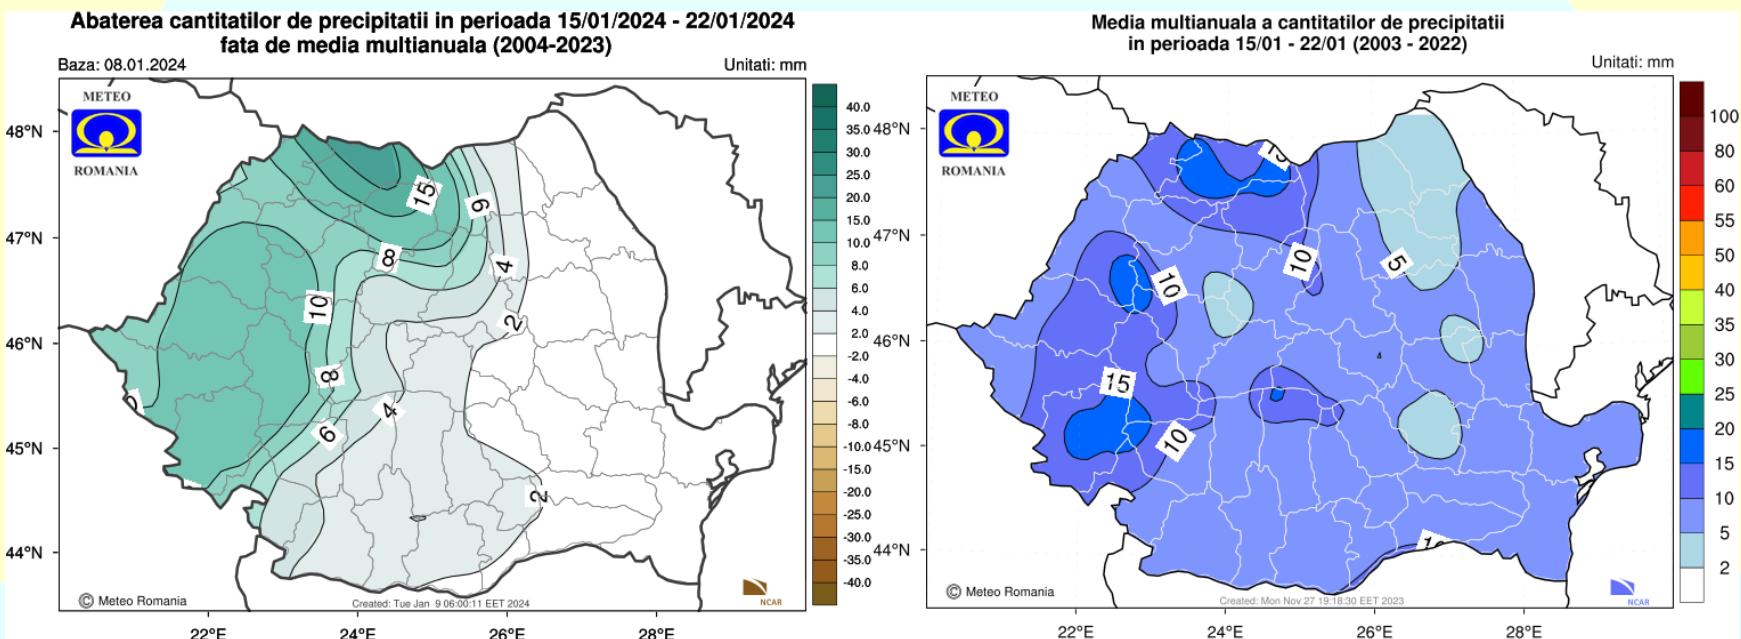 Abaterea cantitatilor de precipitatii in perioada 15/01/2024 - 22/01/2024
fata de media multianuala (2004-2023)
Baza: 08.01.2024
Unitati: mm
METEO
ROMANIA
48°N
47°N
46°N
45°N
44°N
22°E
24°E
26°E
28°E
15
9
8
4
10
2
8
4
6
2
40.0
35.0
30.0
25.0
20.0
15.0
10.0
8.0
6.0
4.0
2.0
-2.0
-4.0
-6.0
-8.0
-10.0
-15.0
-20.0
-25.0
-30.0
-35.0
-40.0
© Meteo Romania
Created: Tue Jan 9 06:00:11 EET 2024
NCAR
Media multianuala a cantitatilor de precipitatii
in perioada 15/01 - 22/01 (2003 - 2022)
Unitati: mm
METEO
ROMANIA
48°N
47°N
46°N
45°N
44°N
22°E
24°E
26°E
28°E
15
10
5
10
15
10
100
80
60
55
50
40
35
30
25
20
15
10
5
2
© Meteo Romania
Created: Mon Nov 27 19:18:30 EET 2023
NCAR